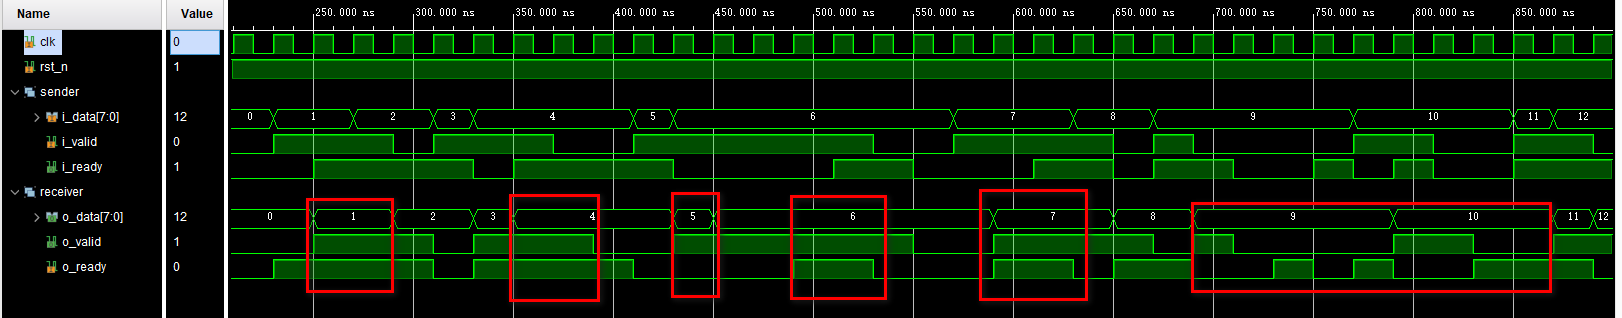 Name Value 250.000 ns 300.000 ns 350.000 ns 400.000 ns 450.000 ns 500.000 ns 550.000 ns 600.000 ns 650.000 ns 700.000 ns 750.000 ns 800.000 ns 850.000 ns
clk 0
rst_n 1
sender
i_data[7:0] 12 0 1 2 3 4 5 6 7 8 9 10 11 12
i_valid 0
i_ready 1
receiver
o_data[7:0] 12 0 1 2 3 4 5 6 7 8 9 10 11 12
o_valid 1
o_ready 0